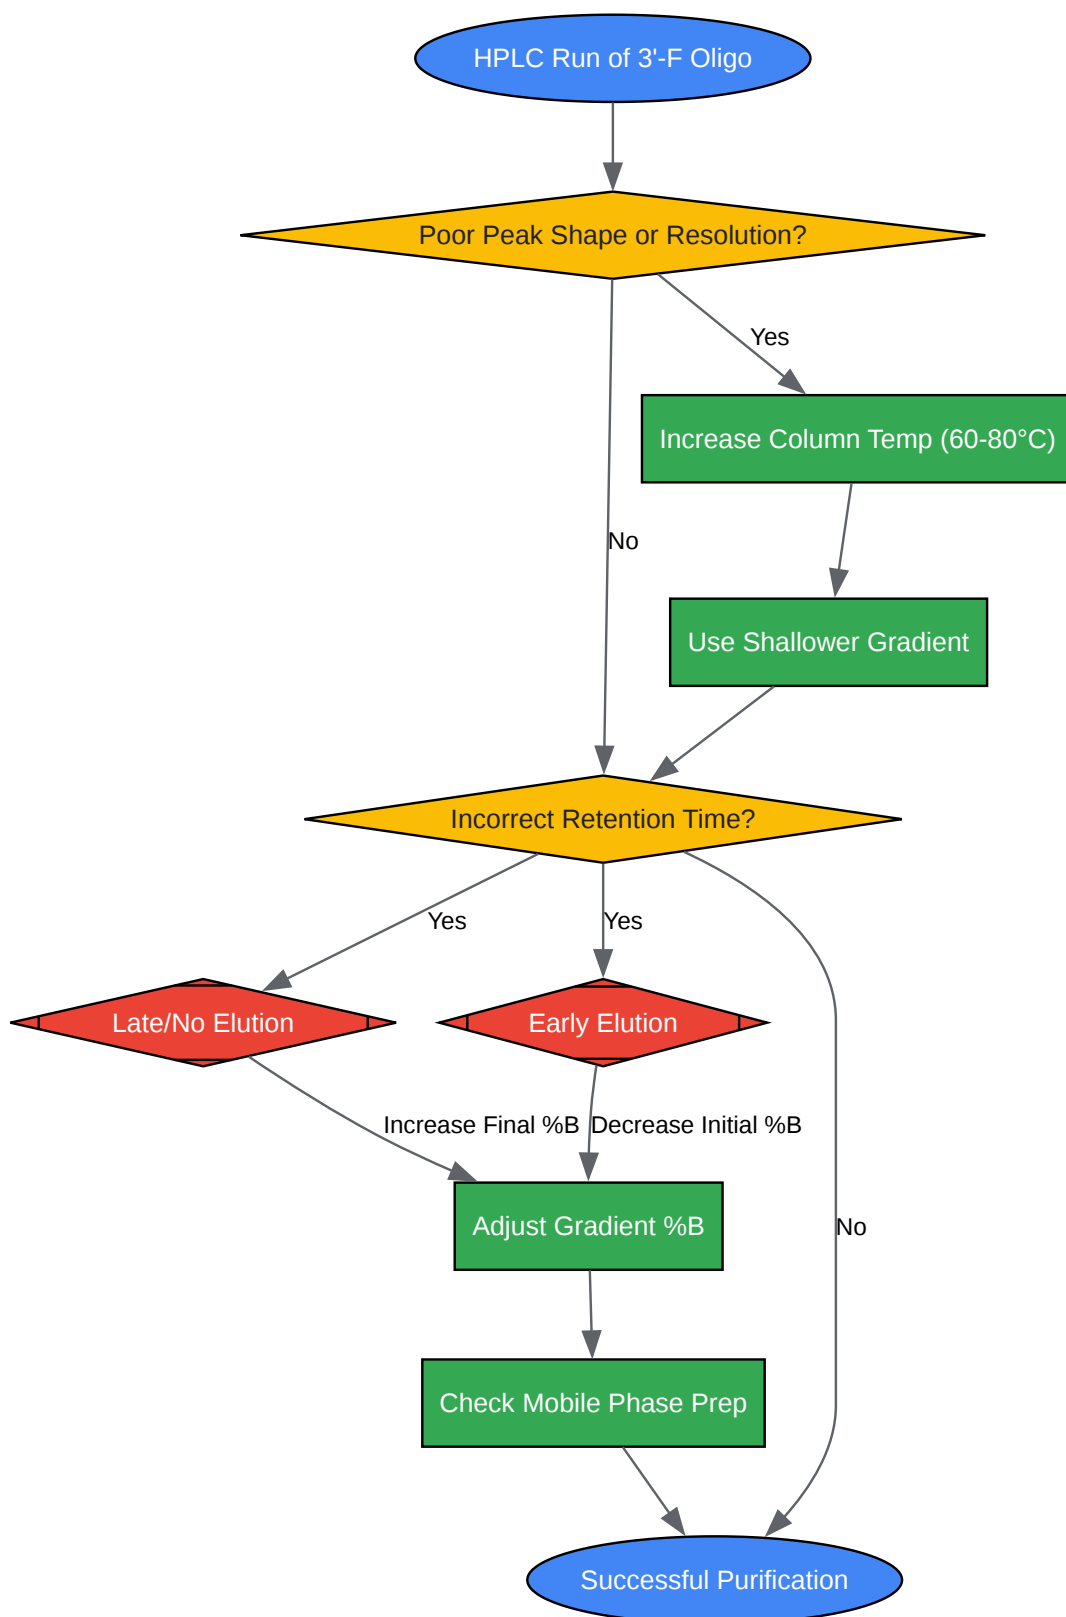 HPLC Run of 3'-F Oligo
Poor Peak Shape or Resolution?
Yes
Increase Column Temp (60-80°C)
No
Use Shallower Gradient
Incorrect Retention Time?
Yes
Yes
Late/No Elution
Early Elution
Increase Final %B
Decrease Initial %B
Adjust Gradient %B
No
Check Mobile Phase Prep
Successful Purification